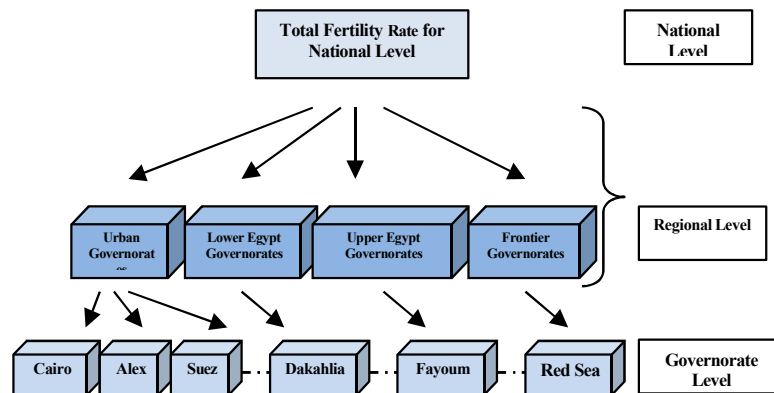 Total Fertility Rate for
National Level
National
Level
Urban
Governorat
es
Lower Egypt
Governorates
Upper Egypt
Governorates
Frontier
Governorates
Regional Level
Cairo
Alex
Suez
Dakahlia
Fayoum
Red Sea
Governorate
Level